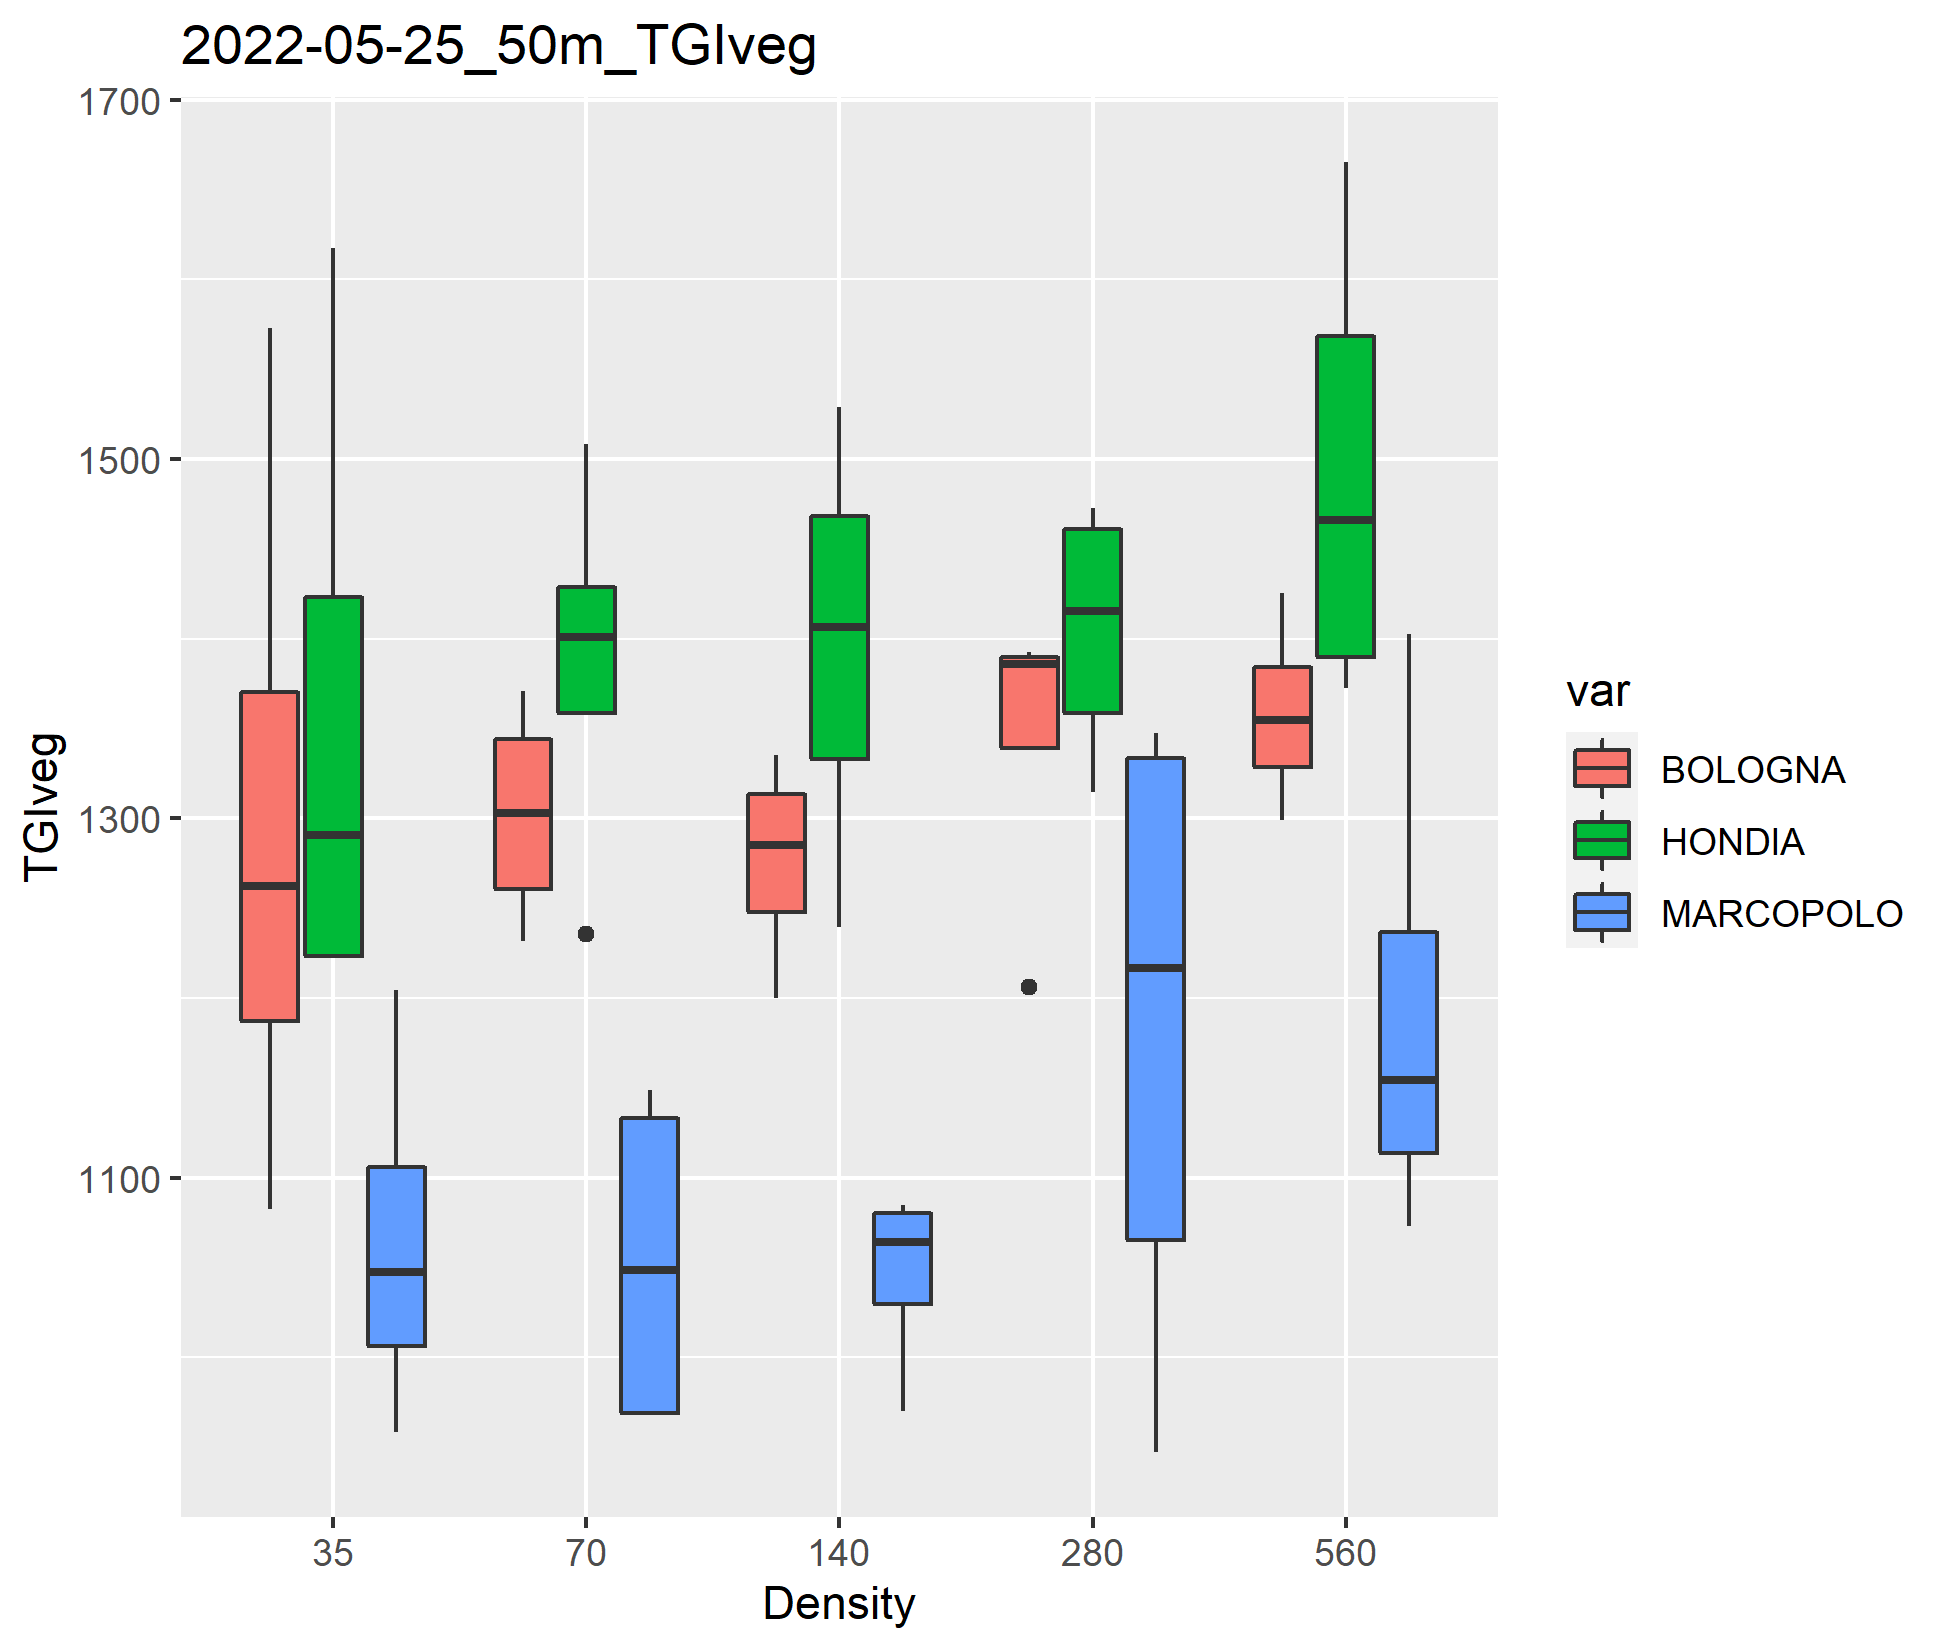 2022-05-25_50m_TGIveg
1700
1500
1300
1100
TGIveg
35 70 140 280 560
Density
var
BOLOGNA
HONDIA
MARCOPOLO